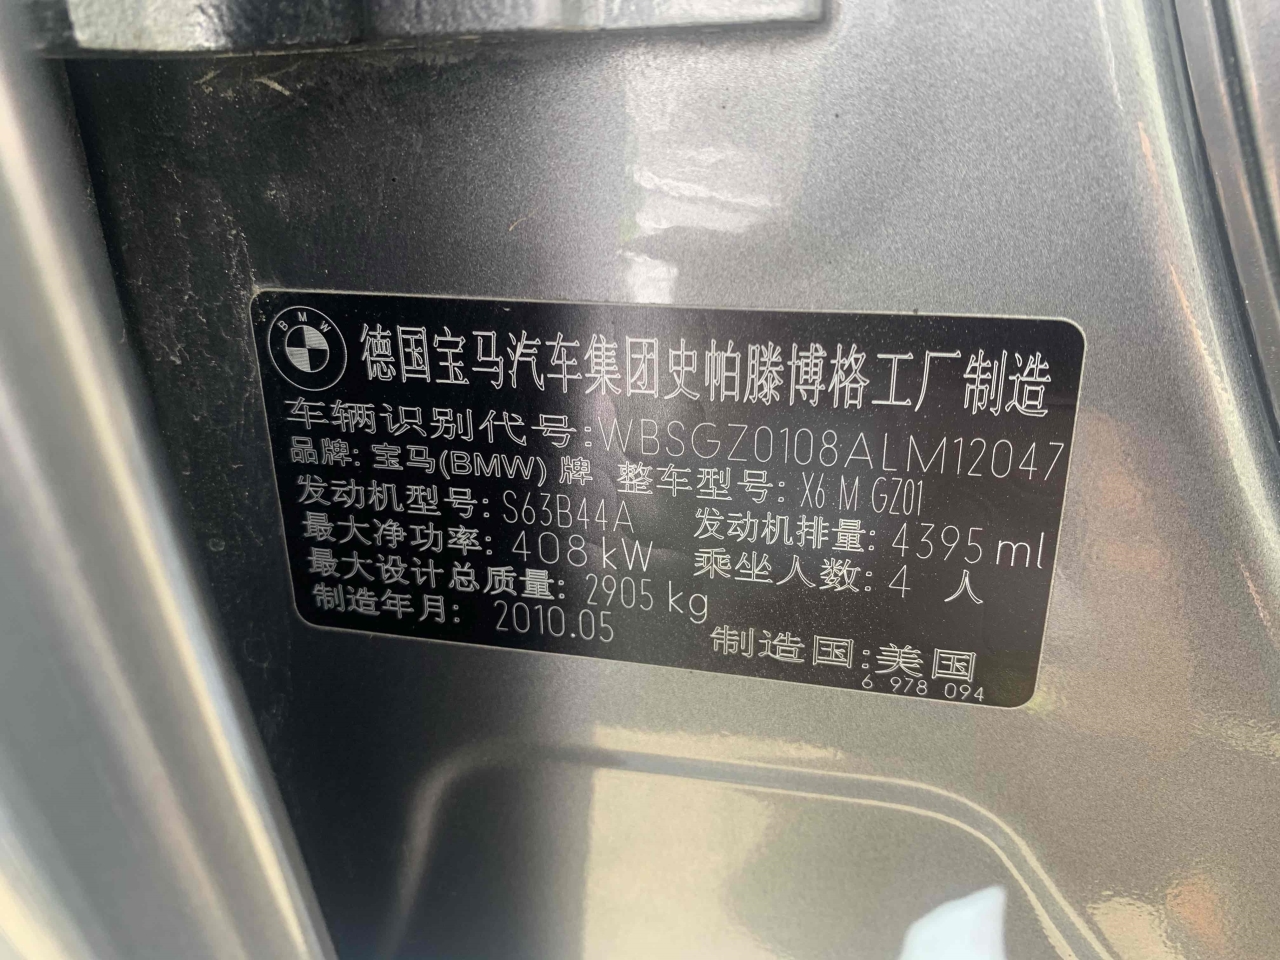 BMW
德国宝马汽车集团史帕滕博格工厂制造
车辆识别代号:WBSGZ0108ALM12047
品牌: 宝马(BMW) 牌 整车型号: X6 M GZ01
发动机型号: S63B44A 发动机排量: 4395 ml
最大净功率: 408 kW 乘坐人数: 4 人
最大设计总质量: 2905 kg
制造年月: 2010.05 制造国:美国
6 978 094